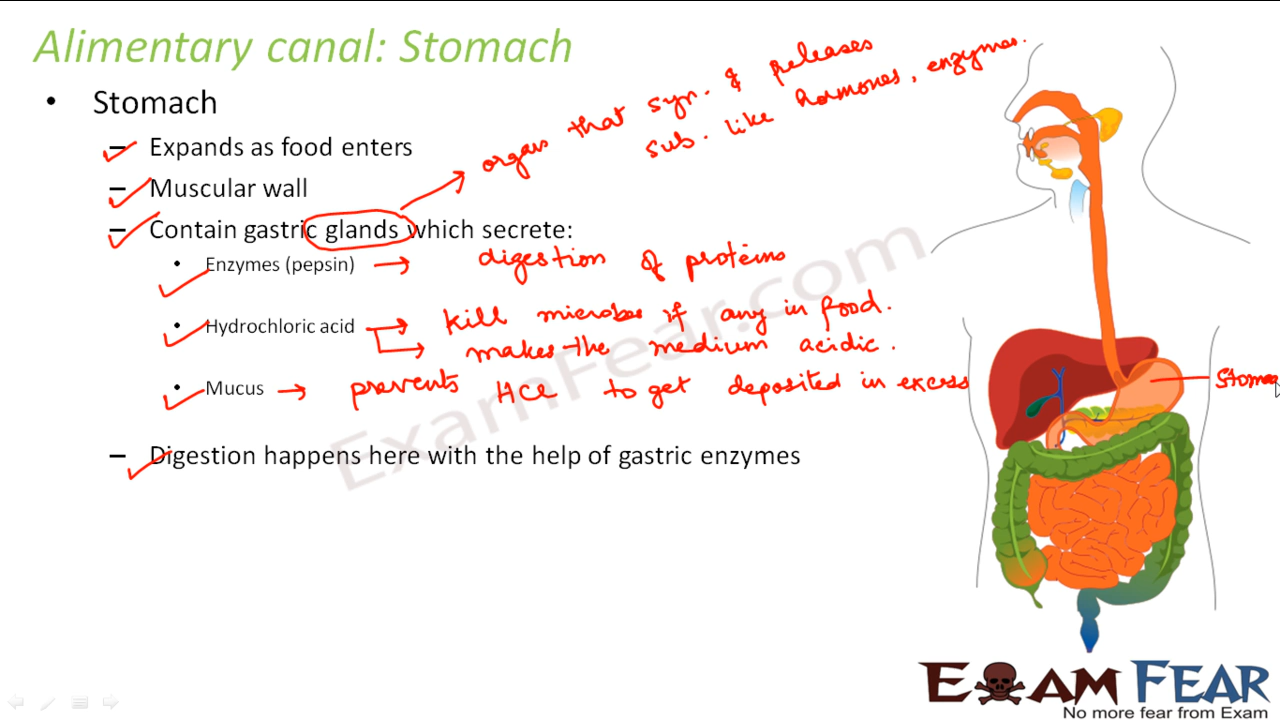 Alimentary canal: Stomach
• Stomach
– Expands as food enters
– Muscular wall
– Contain gastric glands which secrete:
organs that syn. & releases
sub. like hormones, enzymes.
• Enzymes (pepsin) → digestion of proteins
• Hydrochloric acid → kill microbes if any in food.
→ makes the medium acidic.
• Mucus → prevents HCl to get deposited in excess
– Digestion happens here with the help of gastric enzymes
Stomac
ExamFear.com
EXAM FEAR
No more fear from Exam